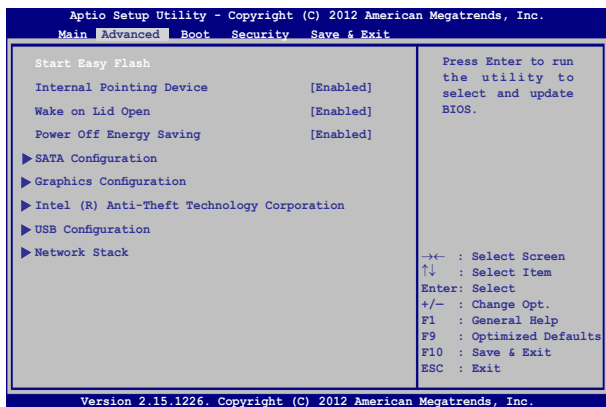 Aptio Setup Utility - Copyright (C) 2012 American Megatrends, Inc.
Main Advanced Boot Security Save & Exit
Start Easy Flash
Internal Pointing Device [Enabled]
Wake on Lid Open [Enabled]
Power Off Energy Saving [Enabled]
SATA Configuration
Graphics Configuration
Intel (R) Anti-Theft Technology Corporation
USB Configuration
Network Stack
Press Enter to run
the utility to
select and update
BIOS.
→← : Select Screen
↑↓ : Select Item
Enter: Select
+/— : Change Opt.
F1 : General Help
F9 : Optimized Defaults
F10 : Save & Exit
ESC : Exit
Version 2.15.1226. Copyright (C) 2012 American Megatrends, Inc.